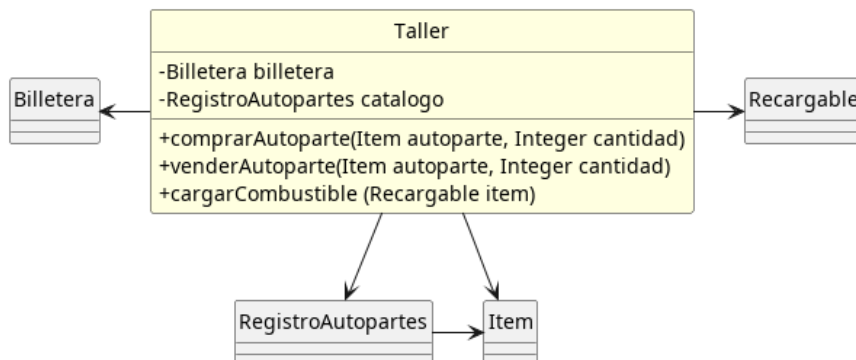 Taller
-Billetera billetera
-RegistroAutopartes catalogo
+comprarAutoparte(Item autoparte, Integer cantidad)
+venderAutoparte(Item autoparte, Integer cantidad)
+cargarCombustible (Recargable item)
Billetera
Recargable
RegistroAutopartes
Item